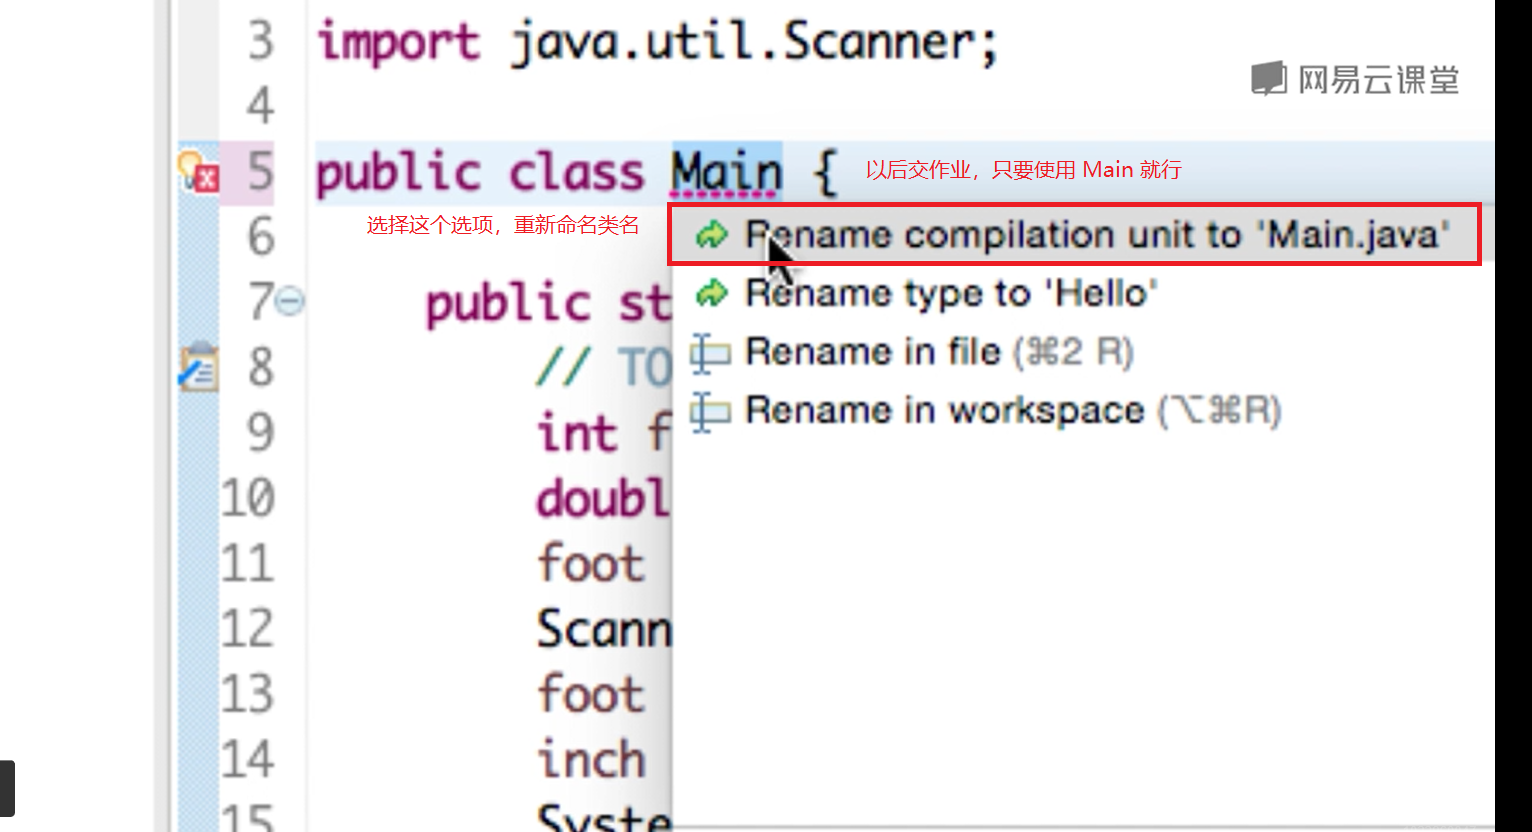 3 import java.util.Scanner;
网易云课堂
4
5 public class Main { 以后交作业，只要使用 Main 就行
选择这个选项，重新命名类名
6 Rename compilation unit to 'Main.java'
7 public st Rename type to 'Hello'
8 // TO Rename in file (⌘2 R)
9 int f Rename in workspace (⌥⌘R)
10 doubl
11 foot
12 Scann
13 foot
14 inch
15 Syste